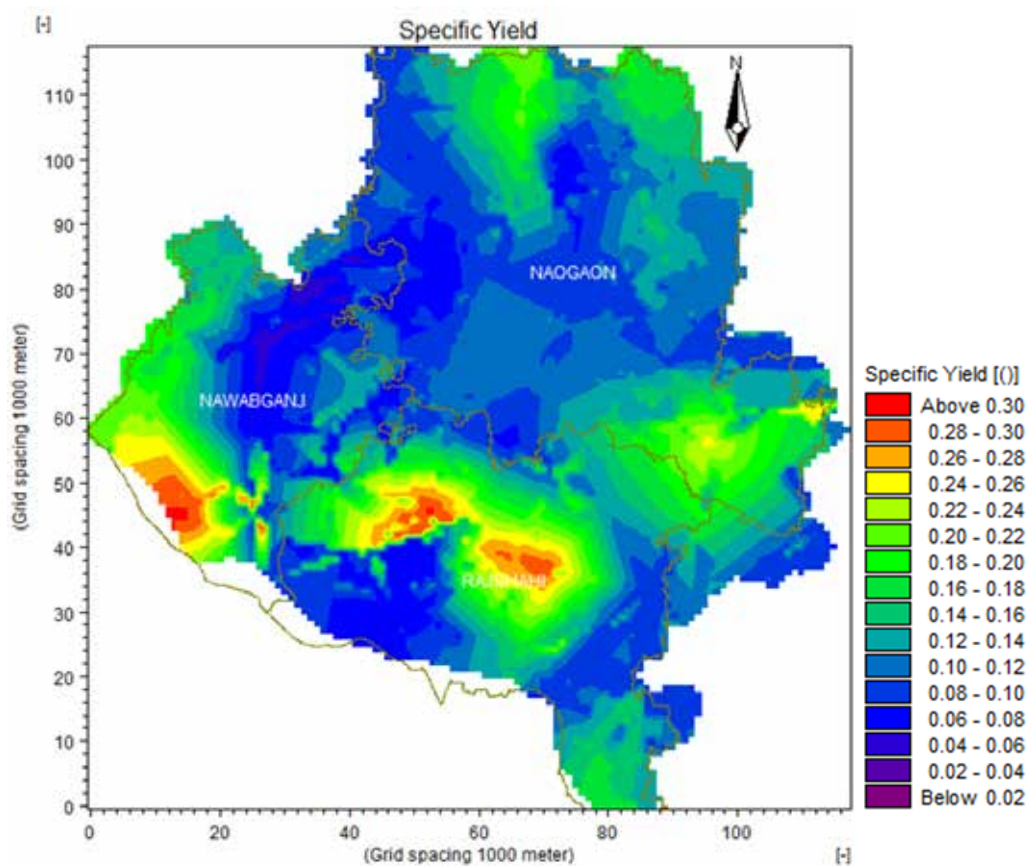 [-]
Specific Yield
N
110
100
90
80
70
60
50
40
30
20
10
0
(Grid spacing 1000 meter)
NAOGAON
NAWABGANJ
RAJSHAHI
0 20 40 60 80 100
(Grid spacing 1000 meter) [-]
Specific Yield [()]
Above 0.30
0.28 - 0.30
0.26 - 0.28
0.24 - 0.26
0.22 - 0.24
0.20 - 0.22
0.18 - 0.20
0.16 - 0.18
0.14 - 0.16
0.12 - 0.14
0.10 - 0.12
0.08 - 0.10
0.06 - 0.08
0.04 - 0.06
0.02 - 0.04
Below 0.02